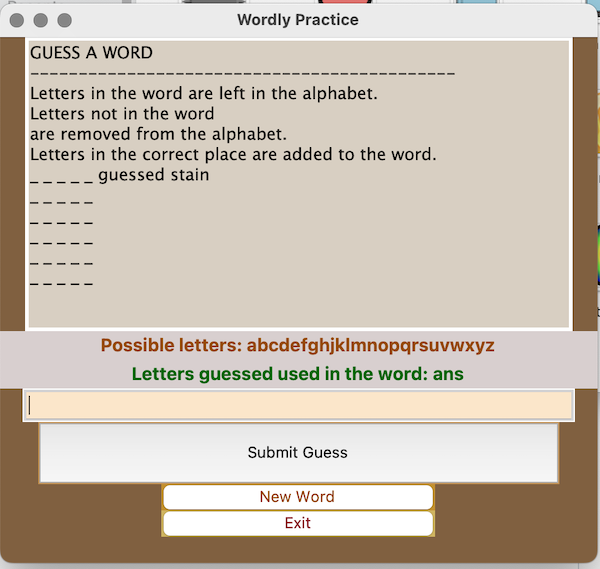 Wordly Practice
GUESS A WORD
--------------------------------------------
Letters in the word are left in the alphabet.
Letters not in the word
are removed from the alphabet.
Letters in the correct place are added to the word.
_ _ _ _ _ guessed stain
_ _ _ _ _
_ _ _ _ _
_ _ _ _ _
_ _ _ _ _
_ _ _ _ _
Possible letters: abcdefghjklmnopqrsuvwxyz
Letters guessed used in the word: ans
Submit Guess
New Word
Exit